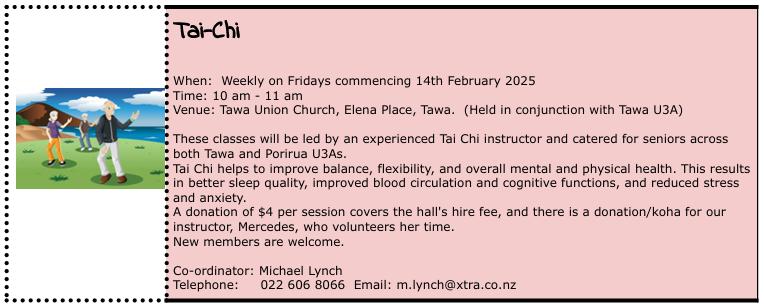 Tai-Chi
When:  Weekly on Fridays commencing 14th February 2025
Time: 10 am - 11 am
Venue: Tawa Union Church, Elena Place, Tawa.  (Held in conjunction with Tawa U3A)
These classes will be led by an experienced Tai Chi instructor and catered for seniors across
both Tawa and Porirua U3As.
Tai Chi helps to improve balance, flexibility, and overall mental and physical health. This results
in better sleep quality, improved blood circulation and cognitive functions, and reduced stress
and anxiety.
A donation of $4 per session covers the hall's hire fee, and there is a donation/koha for our
instructor, Mercedes, who volunteers her time.
New members are welcome.
Co-ordinator: Michael Lynch
Telephone:     022 606 8066  Email: m.lynch@xtra.co.nz